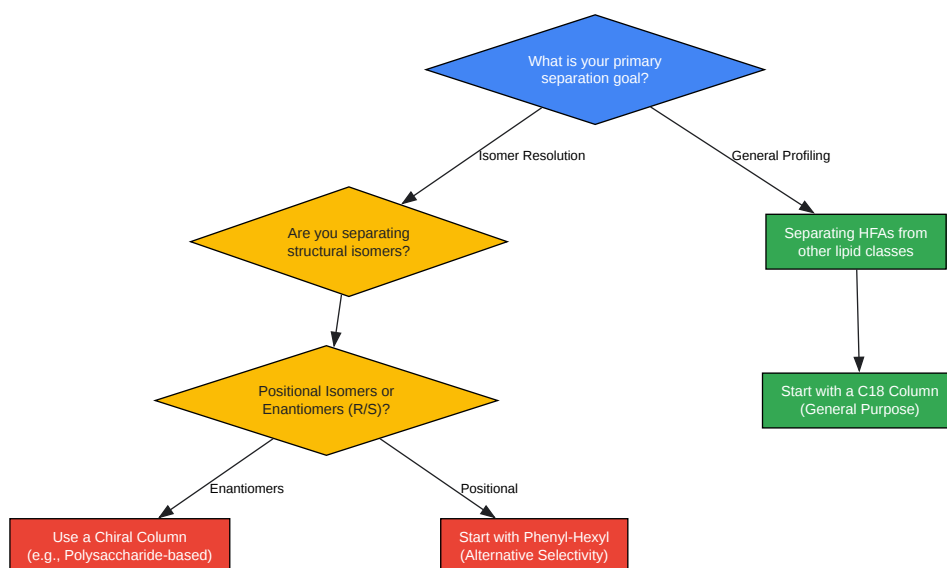 What is your primary
separation goal?
Isomer Resolution
General Profiling
Are you separating
structural isomers?
Separating HFAs from
other lipid classes
Positional Isomers or
Enantiomers (R/S)?
Start with a C18 Column
(General Purpose)
Enantiomers
Positional
Use a Chiral Column
(e.g., Polysaccharide-based)
Start with Phenyl-Hexyl
(Alternative Selectivity)